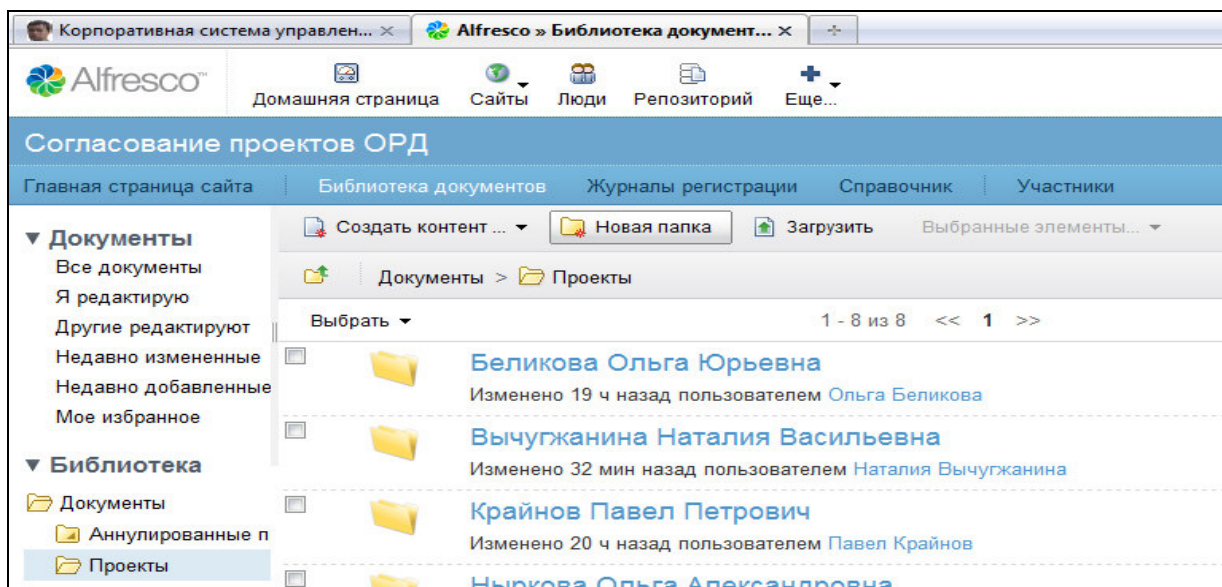 Корпоративная система управлен... ×
Alfresco » Библиотека документ... ×
Alfresco™
Домашняя страница Сайты Люди Репозиторий Еще...
Согласование проектов ОРД
Главная страница сайта Библиотека документов Журналы регистрации Справочник Участники
Создать контент ... Новая папка Загрузить Выбранные элементы...
Документы > Проекты
Выбрать 1 - 8 из 8 << 1 >>
Документы
Все документы
Я редактирую
Другие редактируют
Недавно измененные
Недавно добавленные
Мое избранное
Библиотека
Документы
Аннулированные п
Проекты
Беликова Ольга Юрьевна
Изменено 19 ч назад пользователем Ольга Беликова
Вычугжанина Наталия Васильевна
Изменено 32 мин назад пользователем Наталия Вычугжанина
Крайнов Павел Петрович
Изменено 20 ч назад пользователем Павел Крайнов
Ныркова Ольга Александровна